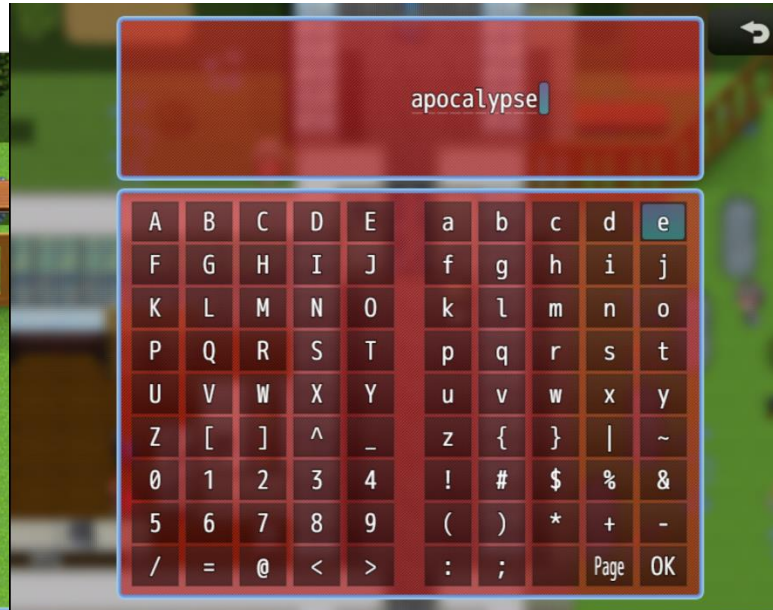 apocalypse
A B C D E a b c d e
F G H I J f g h i j
K L M N O k l m n o
P Q R S T p q r s t
U V W X Y u v w x y
Z [ ] ^ _ z { } | ~
0 1 2 3 4 ! # $ % &
5 6 7 8 9 ( ) * + -
/ = @ < > : ; Page OK